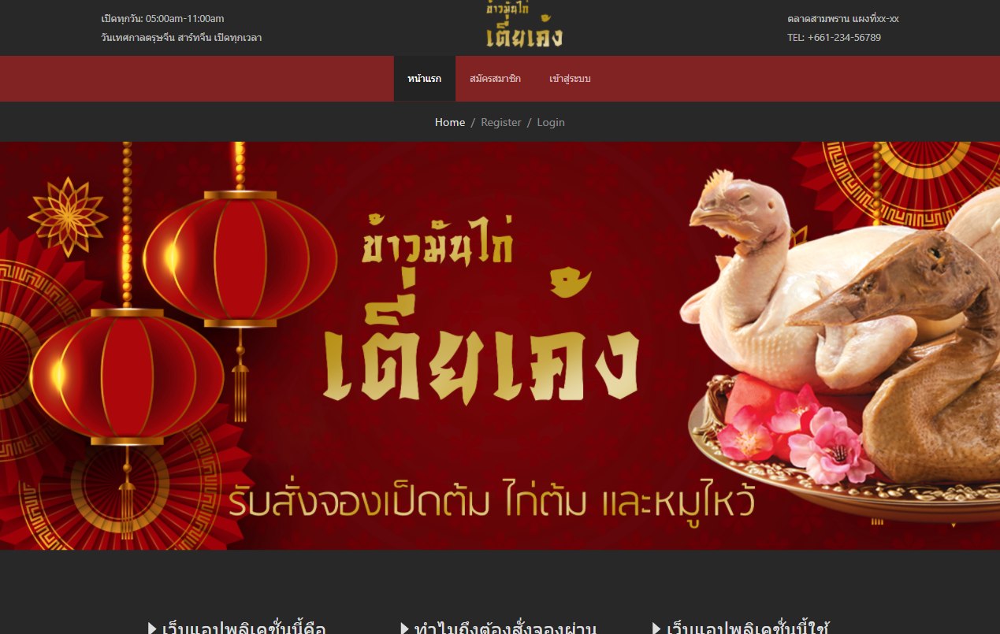 เปิดทุกวัน: 05:00am-11:00am
วันเทศกาลตรุษจีน สาร์ทจีน เปิดทุกเวลา
ข้าวมันไก่
เตี่ยเค้ง
ตลาดสามพราน แผงที่xx-xx
TEL: +661-234-56789
หน้าแรก สมัครสมาชิก เข้าสู่ระบบ
Home / Register / Login
ข้าวมันไก่
เตี่ยเค้ง
รับสั่งจองเป็ดต้ม ไก่ต้ม และหมูไหว้
เว็บแอปพลิเคชั่นนี้คือ
ทำไมถึงต้องสั่งจองผ่าน
เว็บแอปพลิเคชั่นนี้ใช้